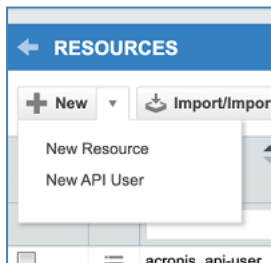 RESOURCES
New
Import/Impor
New Resource
New API User
acronis_api-user